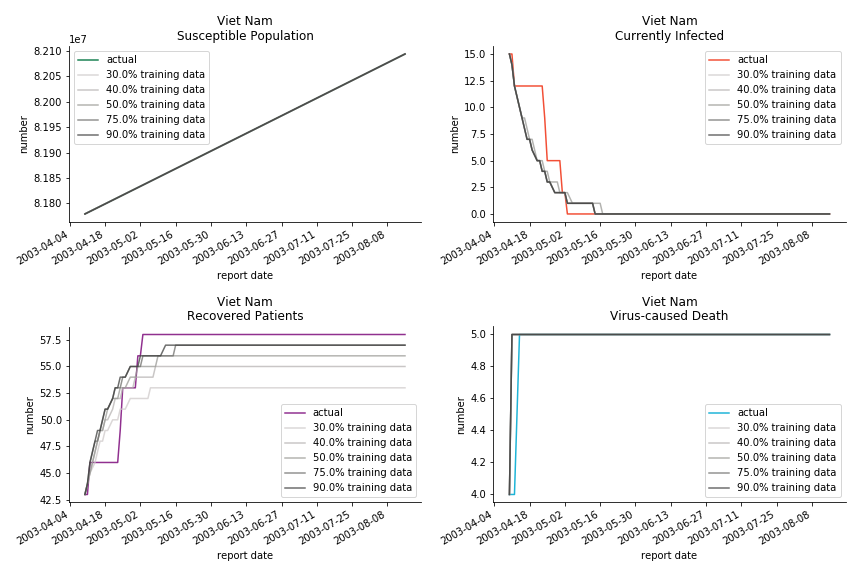 Viet Nam
Susceptible Population
1e7
8.210
8.205
8.200
8.195
8.190
8.185
8.180
number
actual
30.0% training data
40.0% training data
50.0% training data
75.0% training data
90.0% training data
2003-04-04
2003-04-18
2003-05-02
2003-05-16
2003-05-30
2003-06-13
2003-06-27
2003-07-11
2003-07-25
2003-08-08
report date
Viet Nam
Currently Infected
15.0
12.5
10.0
7.5
5.0
2.5
0.0
number
actual
30.0% training data
40.0% training data
50.0% training data
75.0% training data
90.0% training data
2003-04-04
2003-04-18
2003-05-02
2003-05-16
2003-05-30
2003-06-13
2003-06-27
2003-07-11
2003-07-25
2003-08-08
report date
Viet Nam
Recovered Patients
57.5
55.0
52.5
50.0
47.5
45.0
42.5
number
actual
30.0% training data
40.0% training data
50.0% training data
75.0% training data
90.0% training data
2003-04-04
2003-04-18
2003-05-02
2003-05-16
2003-05-30
2003-06-13
2003-06-27
2003-07-11
2003-07-25
2003-08-08
report date
Viet Nam
Virus-caused Death
5.0
4.8
4.6
4.4
4.2
4.0
number
actual
30.0% training data
40.0% training data
50.0% training data
75.0% training data
90.0% training data
2003-04-04
2003-04-18
2003-05-02
2003-05-16
2003-05-30
2003-06-13
2003-06-27
2003-07-11
2003-07-25
2003-08-08
report date